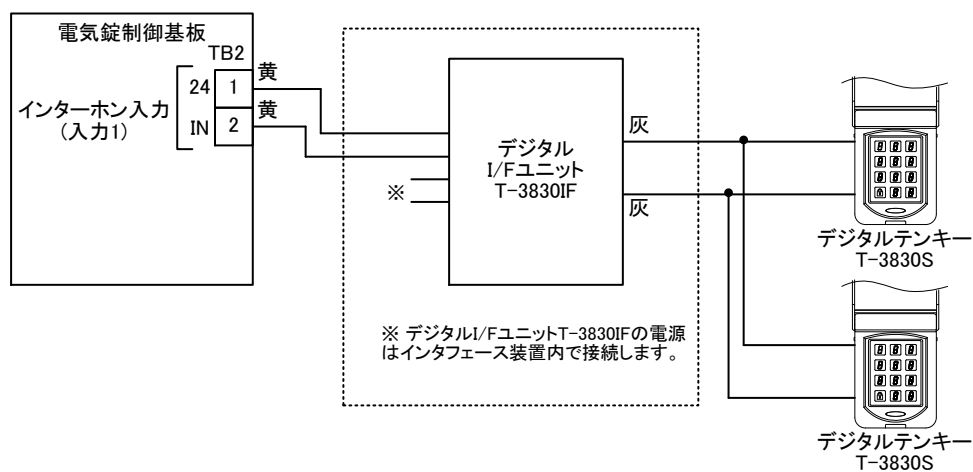 電気錠制御基板
TB2
インターホン入力
(入力1)
24
1
黄
IN
2
黄
デジタル
I/Fユニット
T-3830IF
※
灰
灰
※ デジタルI/FユニットT-3830IFの電源
はインタフェース装置内で接続します。
デジタルテンキー
T-3830S
デジタルテンキー
T-3830S